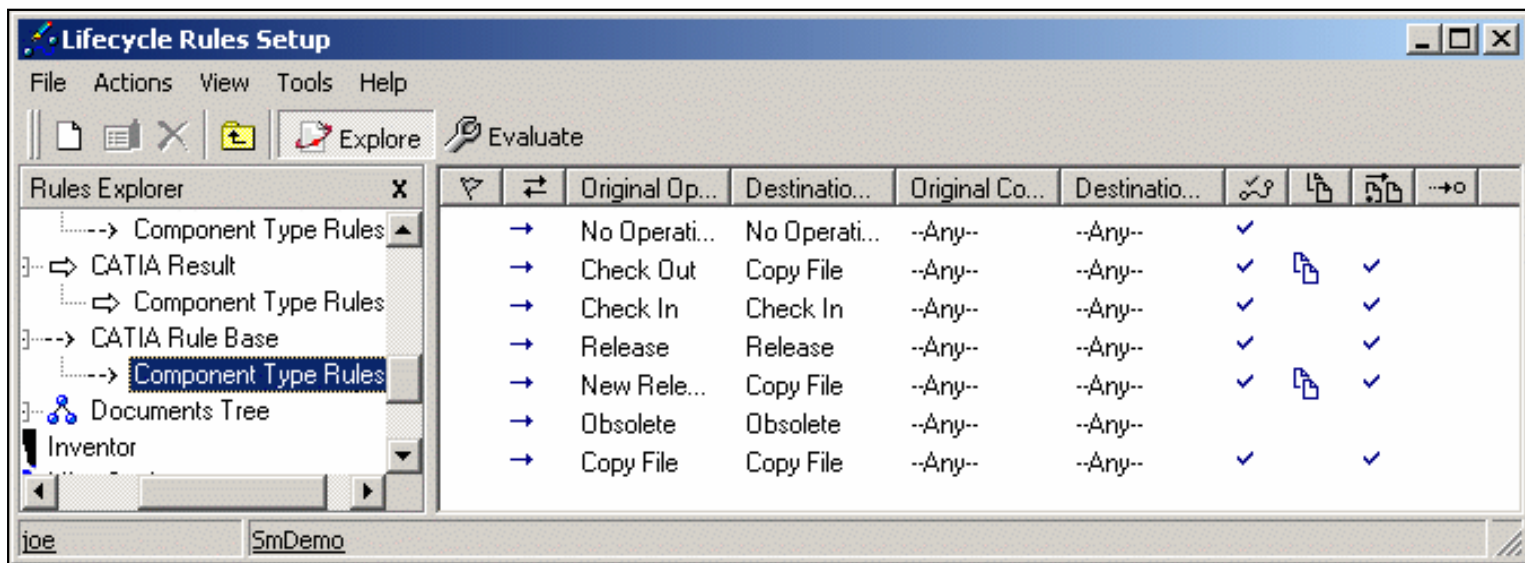 Lifecycle Rules Setup
File Actions View Tools Help
Explore Evaluate
Rules Explorer x
Original Op... Destinatio... Original Co... Destinatio...
Component Type Rules
CATIA Result
Component Type Rules
CATIA Rule Base
Component Type Rules
Documents Tree
Inventor
No Operati... No Operati... --Any-- --Any--
Check Out Copy File --Any-- --Any--
Check In Check In --Any-- --Any--
Release Release --Any-- --Any--
New Rele... Copy File --Any-- --Any--
Obsolete Obsolete --Any-- --Any--
Copy File Copy File --Any-- --Any--
joe SmDemo